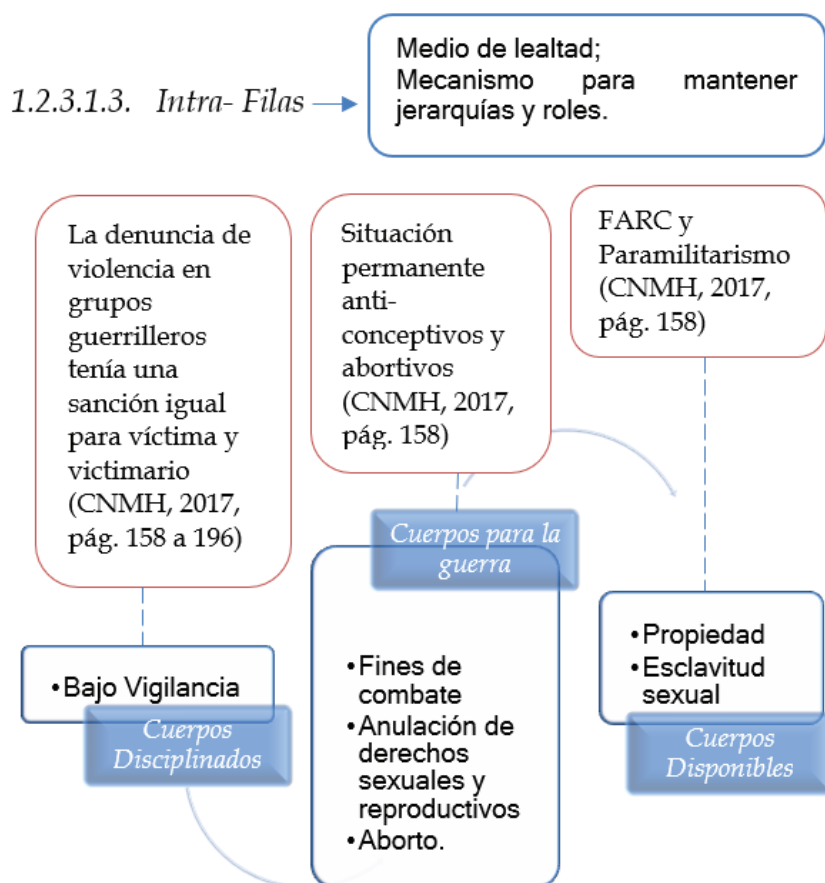 Medio de lealtad;
Mecanismo para mantener
jerarquías y roles.
1.2.3.1.3. Intra- Filas
La denuncia de
violencia en
grupos
guerrilleros
tenía una
sanción igual
para víctima y
victimario
(CNMH, 2017,
pág. 158 a 196)
•Bajo Vigilancia
Cuerpos
Disciplinados
Situación
permanente
anti-
conceptivos y
abortivos
(CNMH, 2017,
pág. 158)
Cuerpos para la
guerra
•Fines de
combate
•Anulación de
derechos
sexuales y
reproductivos
•Aborto.
FARC y
Paramilitarismo
(CNMH, 2017,
pág. 158)
•Propiedad
•Esclavitud
sexual
Cuerpos
Disponibles